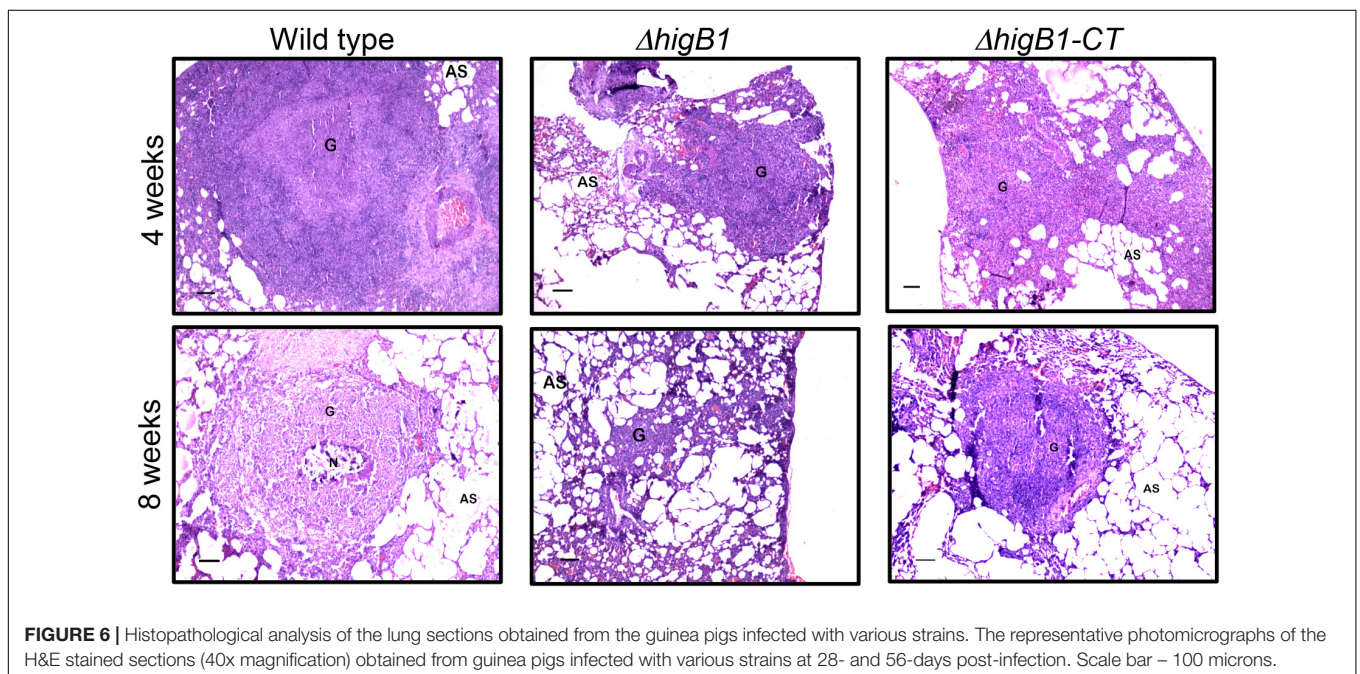 Wild type ΔhigB1 ΔhigB1-CT
4 weeks
AS
G
AS
G
G
AS
8 weeks
G
N
AS
AS
G
G
AS
FIGURE 6 | Histopathological analysis of the lung sections obtained from the guinea pigs infected with various strains. The representative photomicrographs of the
H&E stained sections (40x magnification) obtained from guinea pigs infected with various strains at 28- and 56-days post-infection. Scale bar – 100 microns.